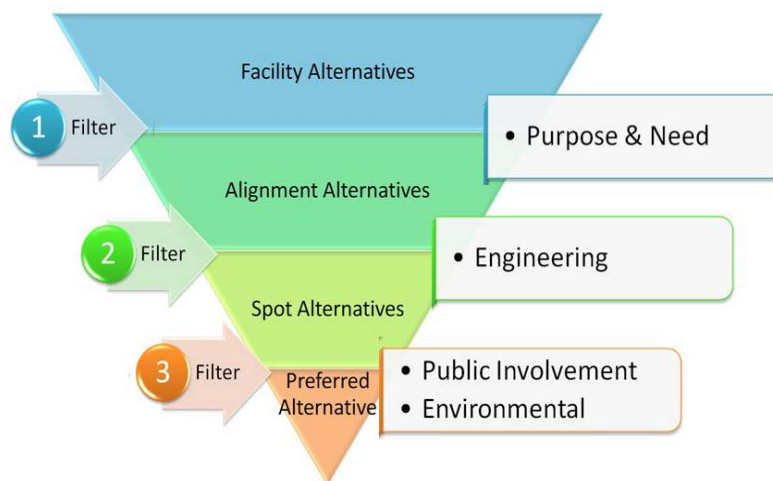 Facility Alternatives
1 Filter
• Purpose & Need
Alignment Alternatives
2 Filter
• Engineering
Spot Alternatives
3 Filter
Preferred
Alternative
• Public Involvement
• Environmental